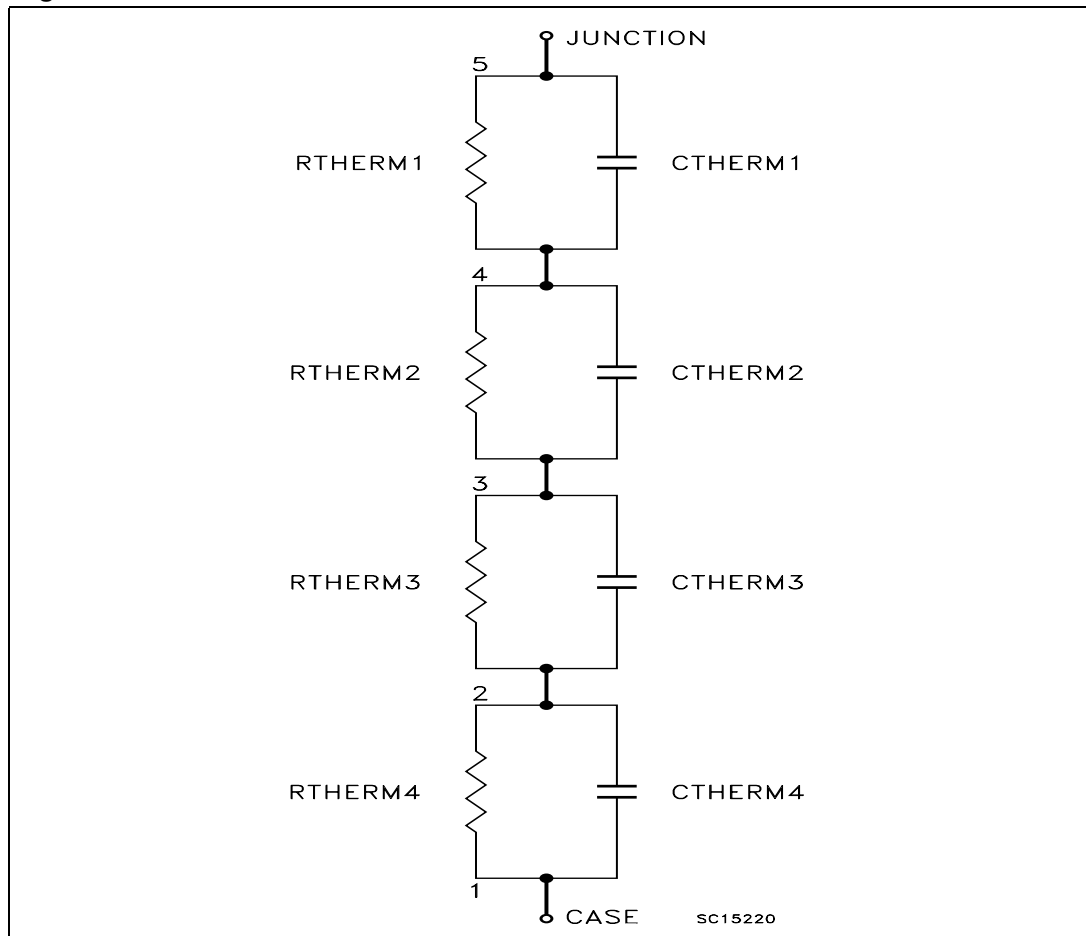 JUNCTION
5
RTHERM1 CTHERM1
4
RTHERM2 CTHERM2
3
RTHERM3 CTHERM3
2
RTHERM4 CTHERM4
1
CASE SC15220